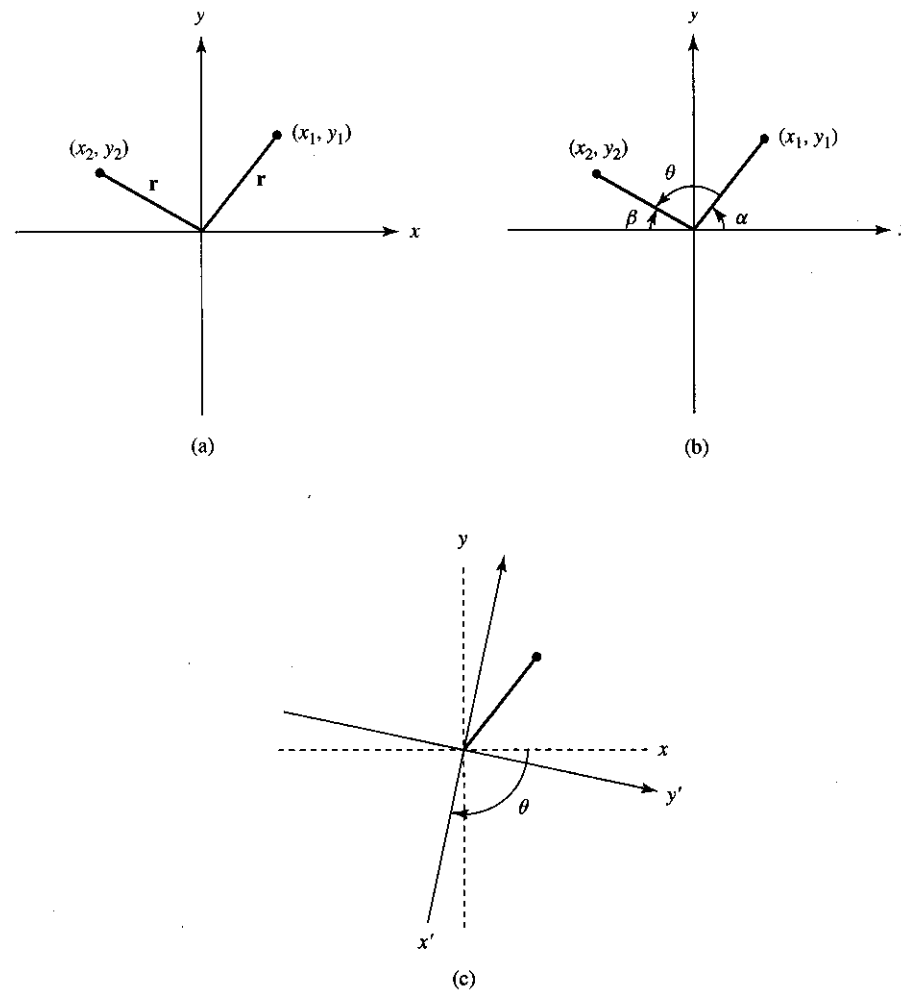 y
(x₁, y₁)
(x₂, y₂)
r
r
x
(a)
y
(x₁, y₁)
(x₂, y₂)
θ
β
α
(b)
y
x
θ
y′
x′
(c)